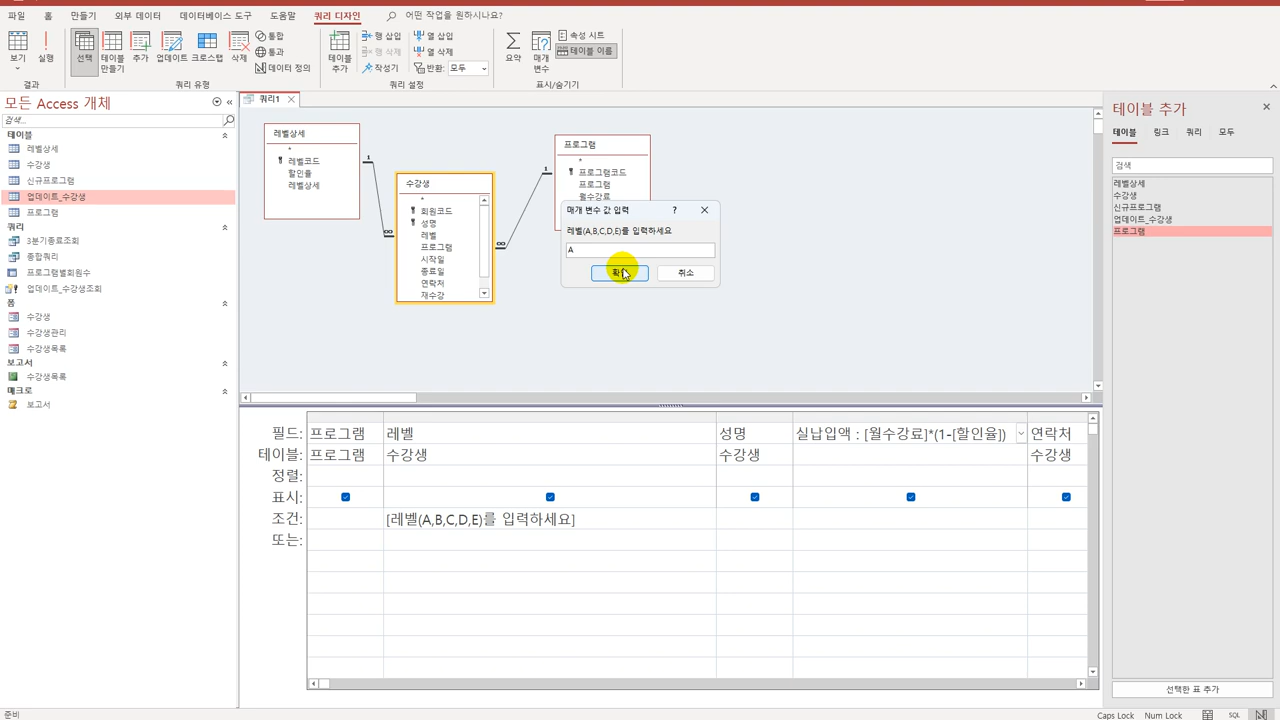 파일 홈 만들기 외부 데이터 데이터베이스 도구 도움말 쿼리 디자인 어떤 작업을 원하시나요?
보기 실행 선택 테이블 만들기 추가 업데이트 크로스탭 삭제 통합 통과 데이터 정의 테이블 추가 행 삽입 행 삭제 작성기 열 삽입 열 삭제 반환: 모두 요약 매개 변수 속성 시트 테이블 이름
결과 쿼리 유형 쿼리 설정 표시/숨기기
모든 Access 개체
검색...
테이블
레벨상세
수강생
신규프로그램
업데이트_수강생
프로그램
쿼리
3분기종료조회
종합쿼리
프로그램별회원수
업데이트_수강생조회
폼
수강생
수강생관리
수강생목록
보고서
수강생목록
매크로
보고서
쿼리1
레벨상세
*
레벨코드
할인율
레벨상세
1
∞
수강생
*
회원코드
성명
레벨
프로그램
시작일
종료일
연락처
재수강
1
∞
프로그램
*
프로그램코드
프로그램
월수강료
매개 변수 값 입력 ?
레벨(A,B,C,D,E)를 입력하세요
A
취소
필드: 프로그램 레벨 성명 실납입액 : [월수강료]*(1-[할인율]) 연락처
테이블: 프로그램 수강생 수강생 수강생
정렬:
표시:
조건: [레벨(A,B,C,D,E)를 입력하세요]
또는:
테이블 추가
테이블 링크 쿼리 모두
검색
레벨상세
수강생
신규프로그램
업데이트_수강생
프로그램
선택한 표 추가
준비 Caps Lock Num Lock SQL